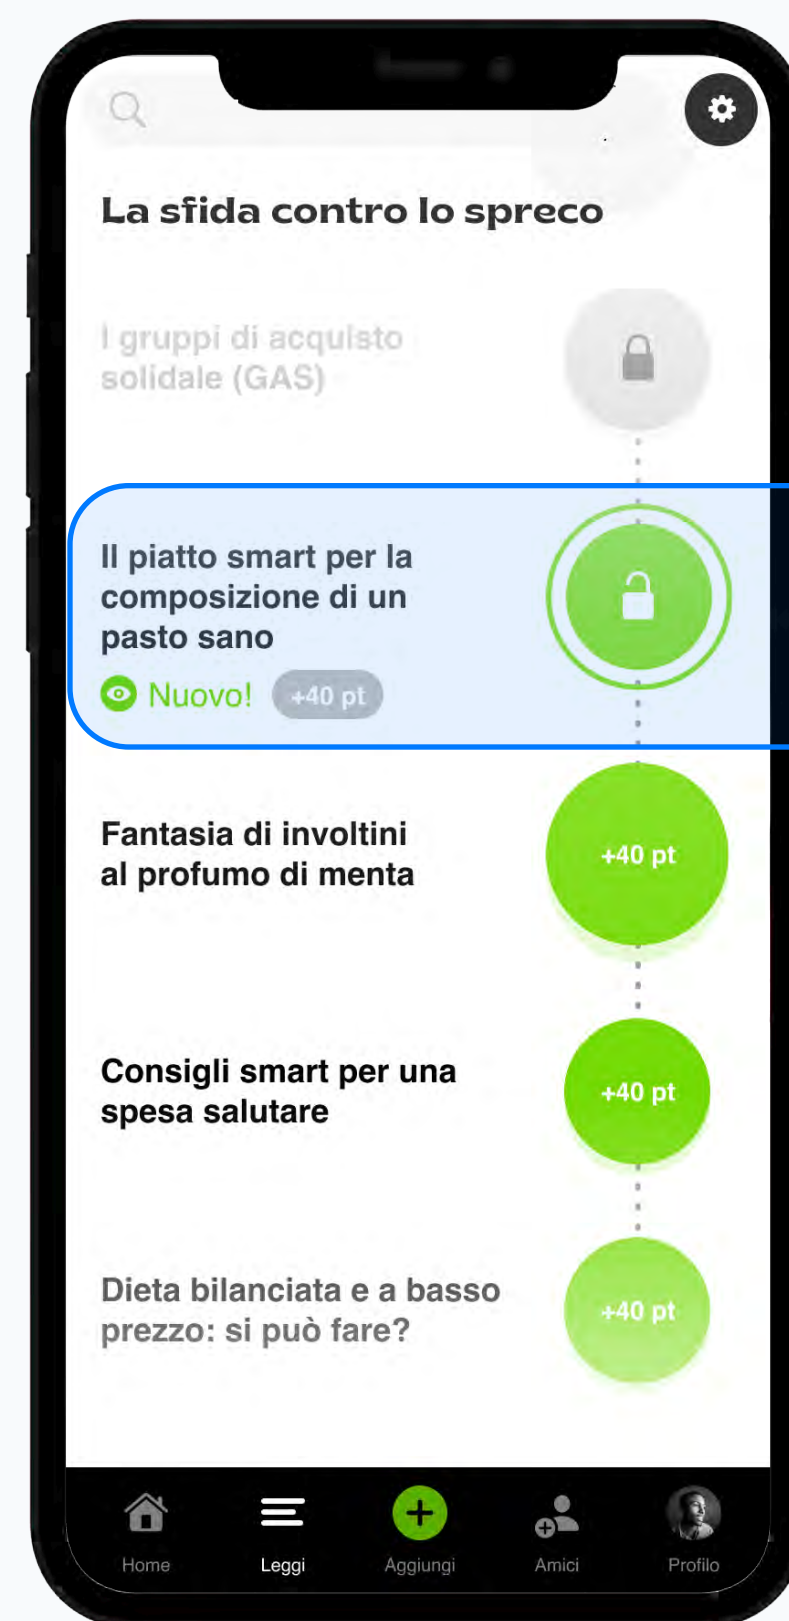 La sfida contro lo spreco
I gruppi di acquisto
solidale (GAS)
Il piatto smart per la
composizione di un
pasto sano
Nuovo! +40 pt
Fantasia di involtini
al profumo di menta
+40 pt
Consigli smart per una
spesa salutare
+40 pt
Dieta bilanciata e a basso
prezzo: si può fare?
+40 pt
Home Leggi Aggiungi Amici Profilo